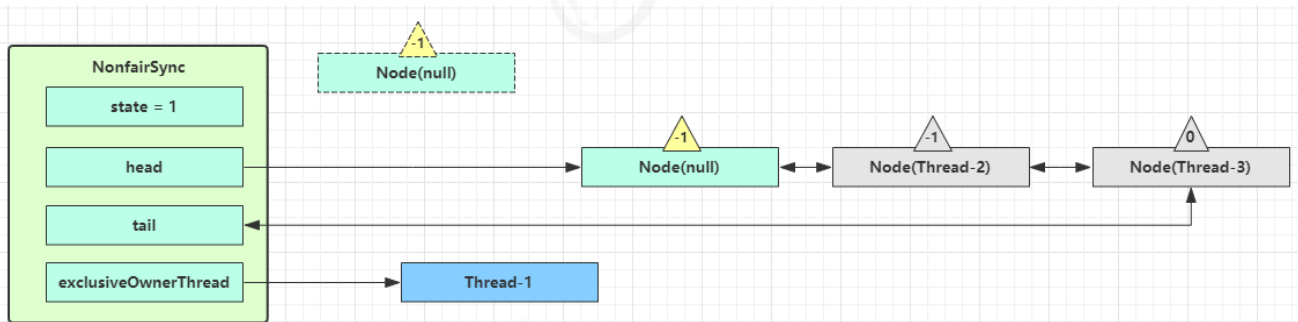 -1
Node(null)
NonfairSync
state = 1
head
-1
Node(null)
-1
Node(Thread-2)
0
Node(Thread-3)
tail
exclusiveOwnerThread
Thread-1